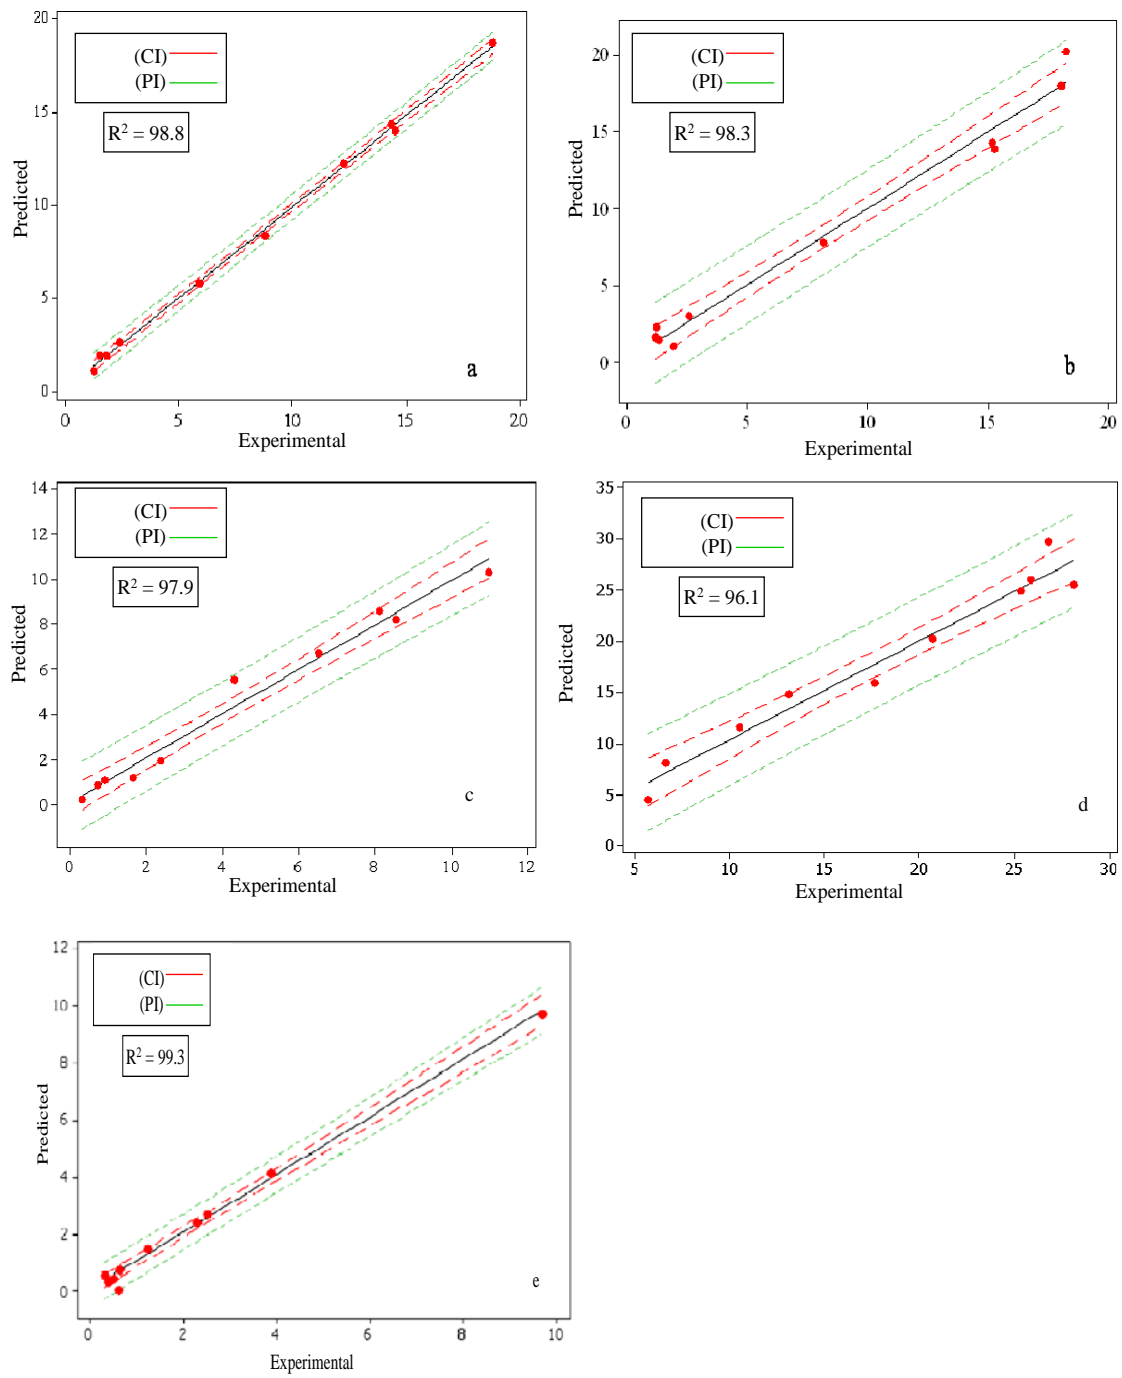 20
15
10
5
0
Predicted
(CI)
(PI)
R² = 98.8
a
0 5 10 15 20
Experimental
20
15
10
5
0
Predicted
(CI)
(PI)
R² = 98.3
b
0 5 10 15 20
Experimental
14
12
10
8
6
4
2
0
Predicted
(CI)
(PI)
R² = 97.9
c
0 2 4 6 8 10 12
Experimental
35
30
25
20
15
10
5
0
Predicted
(CI)
(PI)
R² = 96.1
d
5 10 15 20 25 30
Experimental
12
10
8
6
4
2
0
Predicted
(CI)
(PI)
R² = 99.3
e
0 2 4 6 8 10
Experimental